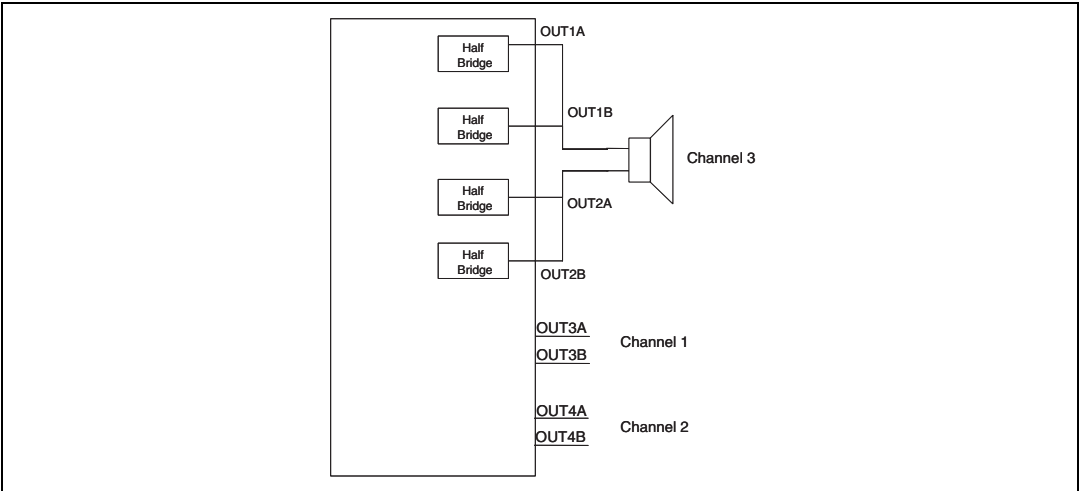 OUT1A
Half
Bridge
OUT1B
Half
Bridge
Channel 3
Half
Bridge
OUT2A
Half
Bridge
OUT2B
OUT3A
Channel 1
OUT3B
OUT4A
Channel 2
OUT4B